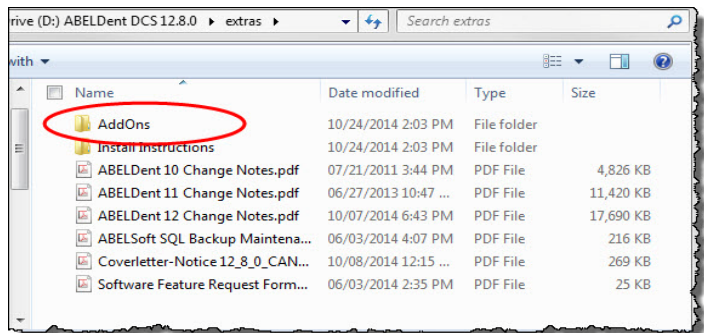 rive (D:) ABELDent DCS 12.8.0 ▸ extras ▸ Search extras
with
Name Date modified Type Size
AddOns 10/24/2014 2:03 PM File folder
Install Instructions 10/24/2014 2:03 PM File folder
ABELDent 10 Change Notes.pdf 07/21/2011 3:44 PM PDF File 4,826 KB
ABELDent 11 Change Notes.pdf 06/27/2013 10:47 ... PDF File 11,420 KB
ABELDent 12 Change Notes.pdf 10/07/2014 6:43 PM PDF File 17,690 KB
ABELSoft SQL Backup Maintena... 06/03/2014 4:07 PM PDF File 216 KB
Coverletter-Notice 12_8_0_CAN... 10/08/2014 12:15 ... PDF File 269 KB
Software Feature Request Form... 06/03/2014 2:35 PM PDF File 25 KB